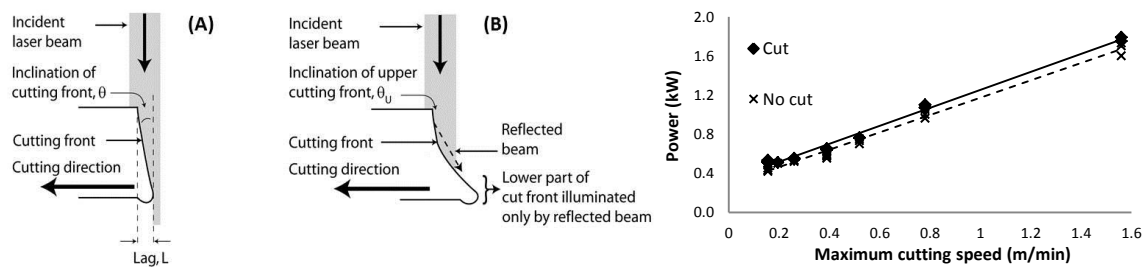 (A)
Incident
laser beam
Inclination of
cutting front, θ
Cutting front
Cutting direction
Lag, L
(B)
Incident
laser beam
Inclination of upper
cutting front, θU
Reflected
beam
Cutting front
Cutting direction
Lower part of
cut front illuminated
only by reflected beam
Power (kW)
2.0
1.6
1.2
0.8
0.4
0.0
Cut
No cut
0 0.2 0.4 0.6 0.8 1 1.2 1.4 1.6
Maximum cutting speed (m/min)